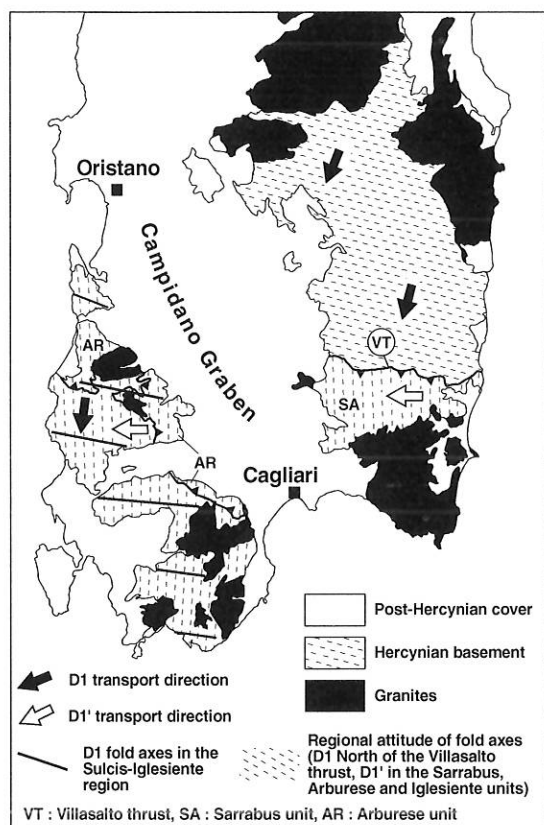 Oristano
Campidano Graben
AR
VT
SA
AR
Cagliari
Post-Hercynian cover
Hercynian basement
Granites
D1 transport direction
D1' transport direction
D1 fold axes in the
Sulcis-Iglesiente
region
Regional attitude of fold axes
(D1 North of the Villasalto
thrust, D1' in the Sarrabus,
Arburese and Iglesiente units)
VT : Villasalto thrust, SA : Sarrabus unit, AR : Arburese unit